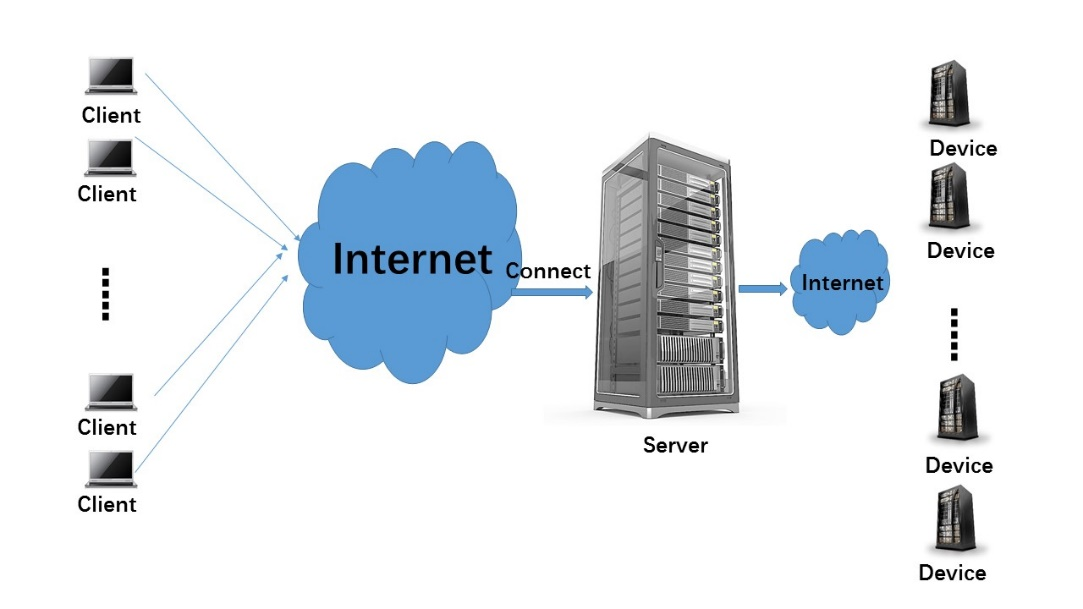 Client
Client
Client
Client
Internet
Connect
Server
Internet
Device
Device
Device
Device